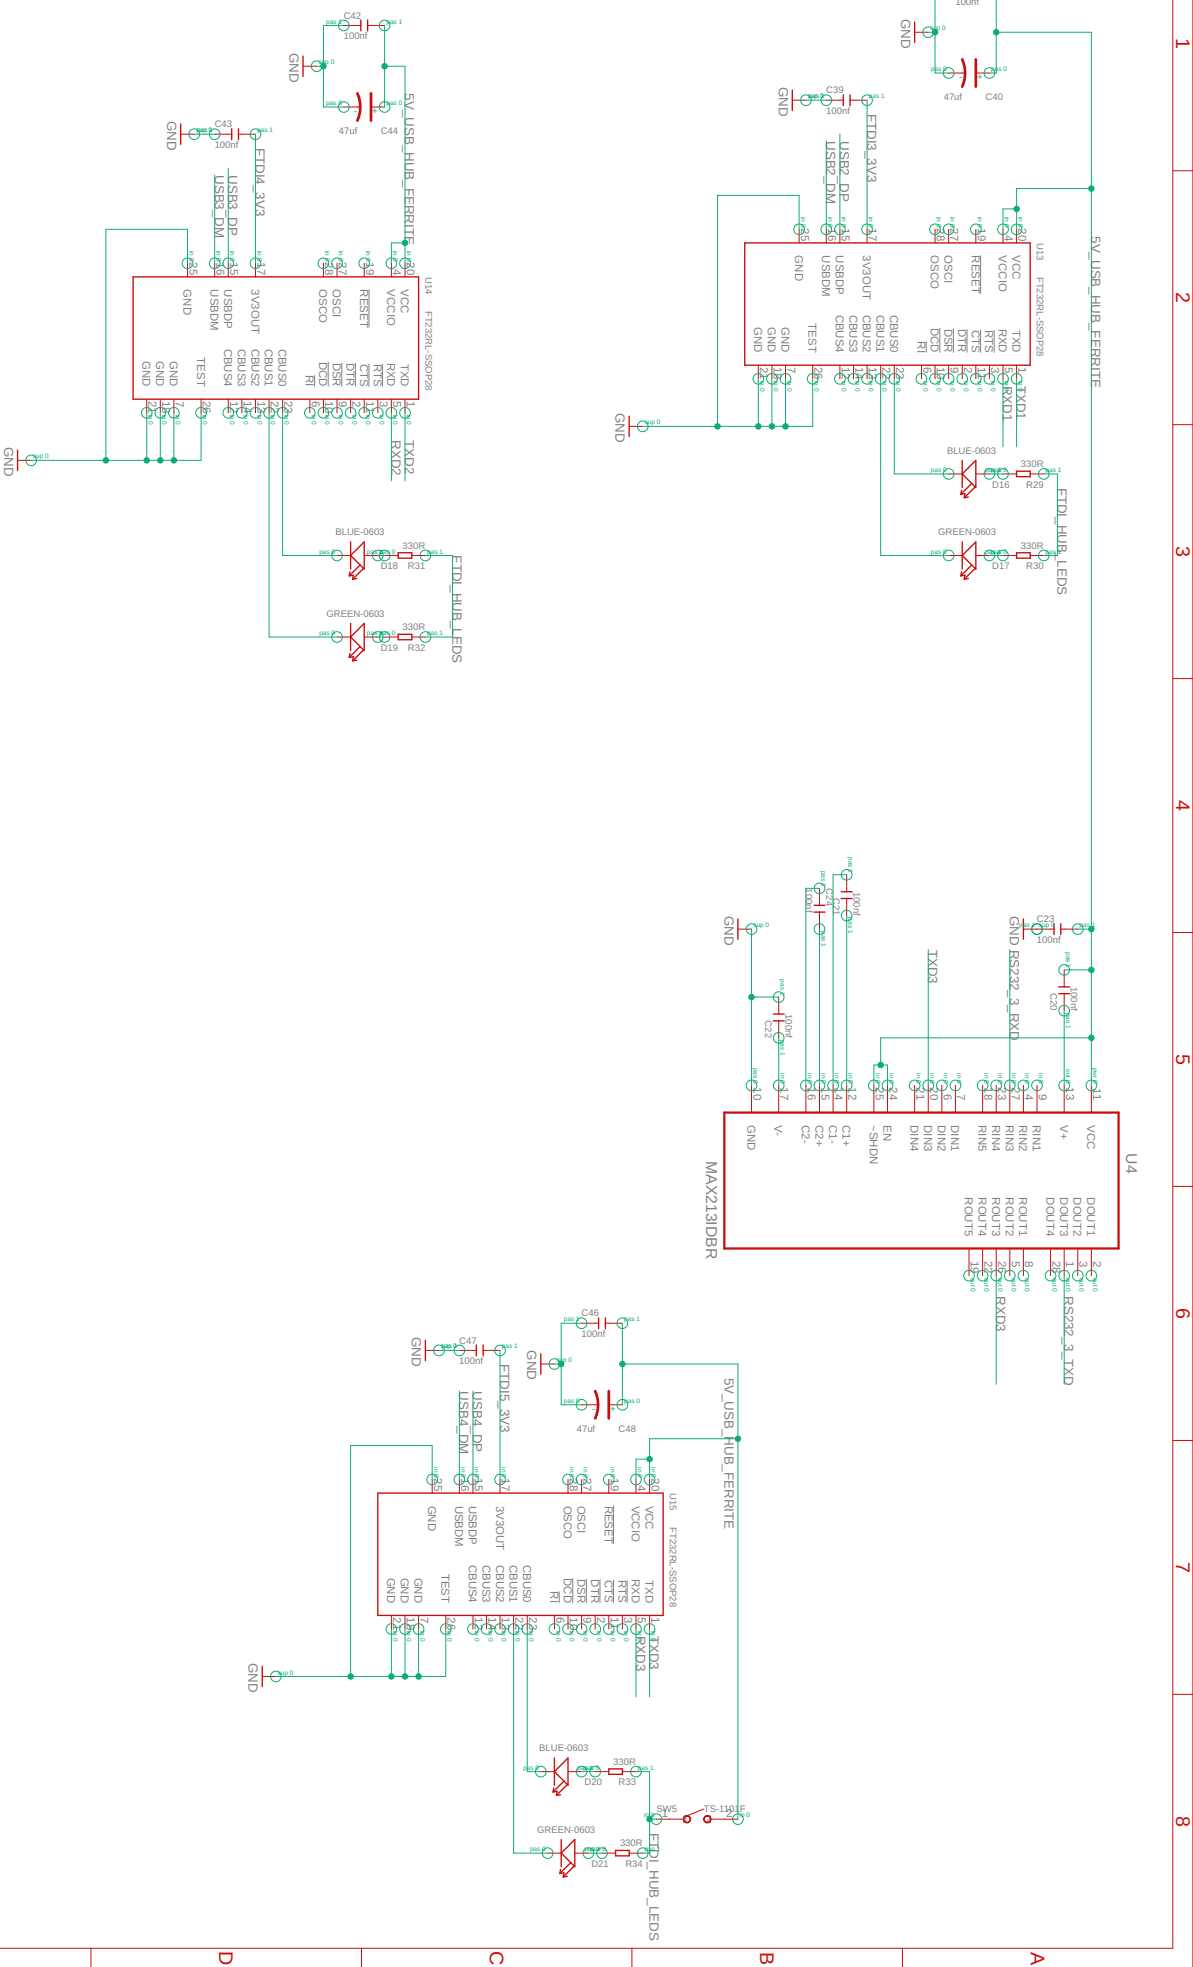 1
2
3
4
5
6
7
8
A
B
C
D
C42
100nf
GND
47uf
C44
5V_USB_HUB_FERRITE
C43
100nf
GND
FTDI4_3V3
USB3_DP
USB3_DM
U14
FT232RL-SSOP28
VCC
VCCIO
RESET
OSCI
OSCO
3V3OUT
USBDP
USBDM
GND
TXD
RXD
RTS
CTS
DTR
DSR
DCD
RI
CBUS0
CBUS1
CBUS2
CBUS3
CBUS4
TEST
GND
GND
GND
TXD2
RXD2
GND
BLUE-0603
D18
330R
R31
GREEN-0603
D19
330R
R32
FTDI_HUB_LEDS
100nf
GND
47uf
C40
C39
100nf
GND
FTDI3_3V3
USB2_DP
USB2_DM
5V_USB_HUB_FERRITE
U13
FT232RL-SSOP28
VCC
VCCIO
RESET
OSCI
OSCO
3V3OUT
USBDP
USBDM
GND
TXD
RXD
RTS
CTS
DTR
DSR
DCD
RI
CBUS0
CBUS1
CBUS2
CBUS3
CBUS4
TEST
GND
GND
GND
TXD1
RXD1
GND
BLUE-0603
D16
330R
R29
GREEN-0603
D17
330R
R30
FTDI_HUB_LEDS
C21
100nf
C24
100nf
GND
C22
100nf
C23
100nf
GND
C20
100nf
RS232_3_RXD
TXD3
U4
MAX213IDBR
VCC
V+
RIN1
RIN2
RIN3
RIN4
RIN5
DIN1
DIN2
DIN3
DIN4
EN
~SHDN
C1+
C1-
C2+
C2-
V-
GND
DOUT1
DOUT2
DOUT3
DOUT4
ROUT1
ROUT2
ROUT3
ROUT4
ROUT5
RS232_3_TXD
RXD3
C46
100nf
GND
47uf
C48
C47
100nf
GND
FTDI5_3V3
USB4_DP
USB4_DM
5V_USB_HUB_FERRITE
U15
FT232RL-SSOP28
VCC
VCCIO
RESET
OSCI
OSCO
3V3OUT
USBDP
USBDM
GND
TXD
RXD
RTS
CTS
DTR
DSR
DCD
RI
CBUS0
CBUS1
CBUS2
CBUS3
CBUS4
TEST
GND
GND
GND
TXD3
RXD3
GND
BLUE-0603
D20
330R
R33
SW5
TS-1101F
GREEN-0603
D21
330R
R34
FTDI_HUB_LEDS